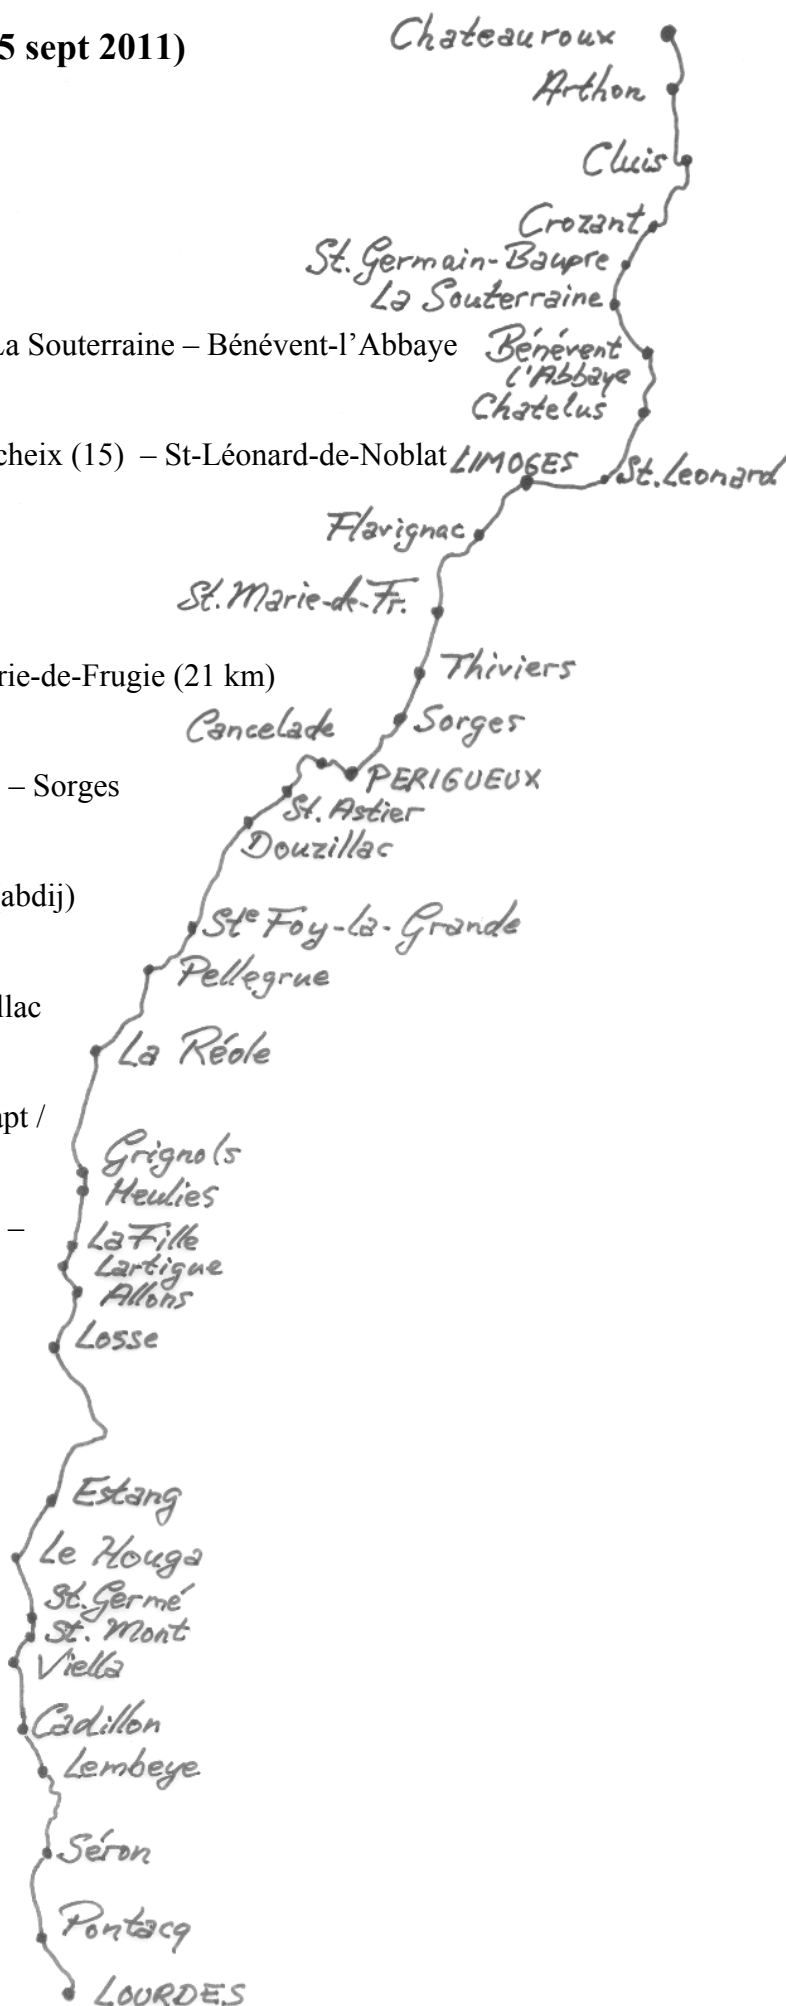 5 sept 2011)
Chateauroux
Arthon
Cluis
Crozant
St. Germain-Baupre
La Souterraine
La Souterraine – Bénévent-l’Abbaye
Bénévent
l'Abbaye
Chatelus
cheix (15) – St-Léonard-de-Noblat
LIMOGES
St. Leonard
Flavignac
St. Marie-de-Fr.
Thiviers
rie-de-Frugie (21 km)
Sorges
Cancelade
PERIGUEUX
– Sorges
St. Astier
Douzillac
abdij)
Ste Foy-la-Grande
Pellegrue
llac
La Réole
apt /
Grignols
Heulies
–
La Fille
Lartigue
Allons
Losse
Estang
Le Houga
St. Germé
St. Mont
Viella
Cadillon
Lembeye
Séron
Pontacq
LOURDES